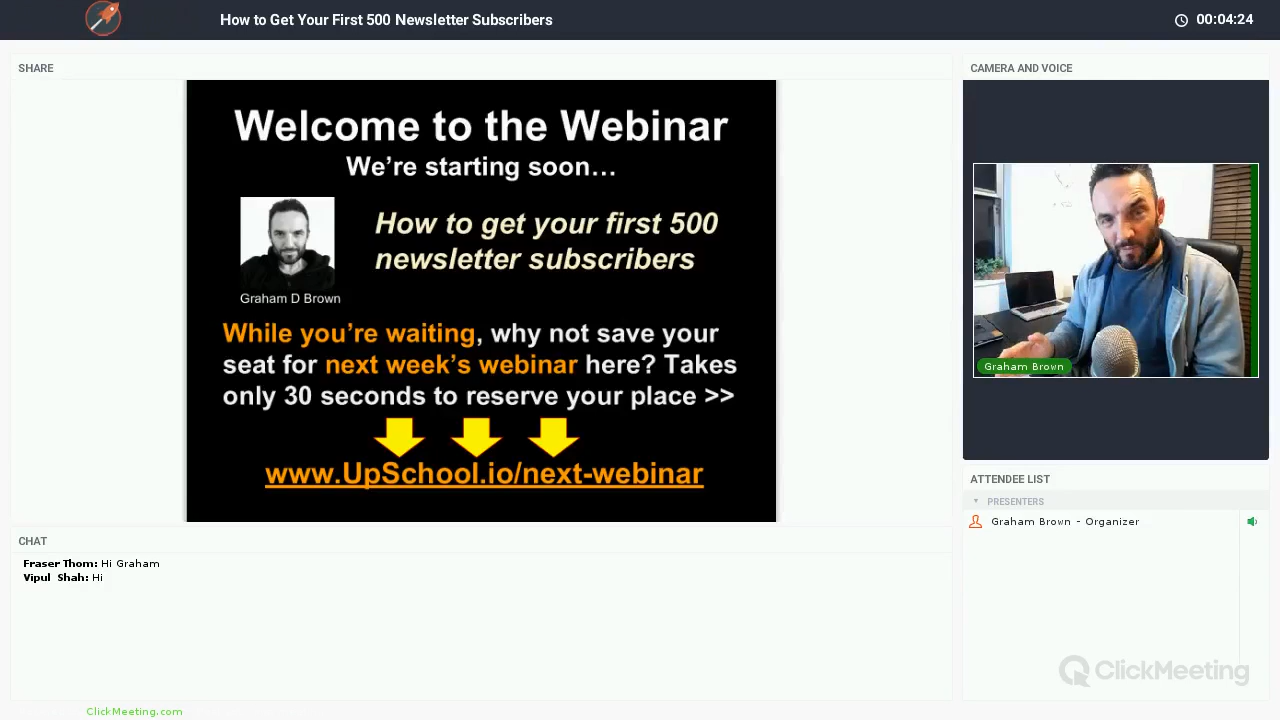 How to Get Your First 500 Newsletter Subscribers
00:04:24
SHARE
Welcome to the Webinar
We're starting soon…
How to get your first 500
newsletter subscribers
Graham D Brown
While you're waiting, why not save your
seat for next week's webinar here? Takes
only 30 seconds to reserve your place >>
www.UpSchool.io/next-webinar
CAMERA AND VOICE
Graham Brown
ATTENDEE LIST
PRESENTERS
Graham Brown - Organizer
CHAT
Fraser Thom: Hi Graham
Vipul Shah: Hi
ClickMeeting
ClickMeeting.com